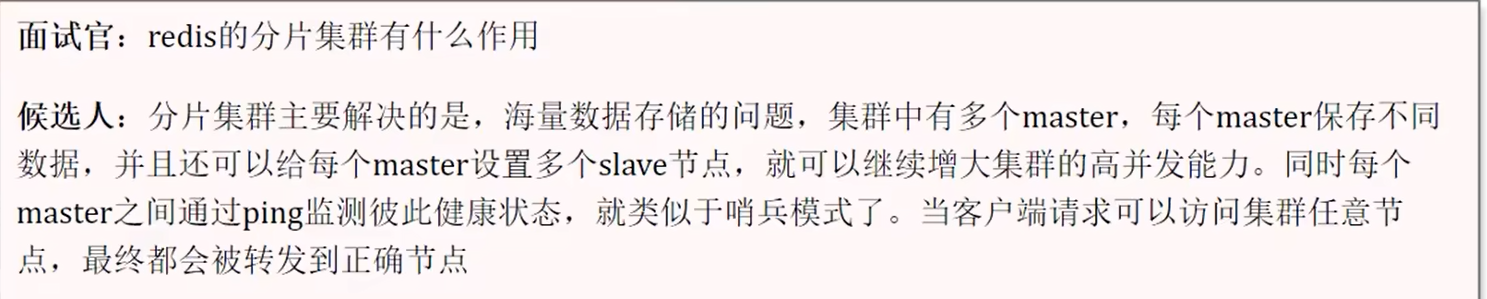 面试官：redis的分片集群有什么作用
候选人：分片集群主要解决的是，海量数据存储的问题，集群中有多个master，每个master保存不同
数据，并且还可以给每个master设置多个slave节点，就可以继续增大集群的高并发能力。同时每个
master之间通过ping监测彼此健康状态，就类似于哨兵模式了。当客户端请求可以访问集群任意节
点，最终都会被转发到正确节点